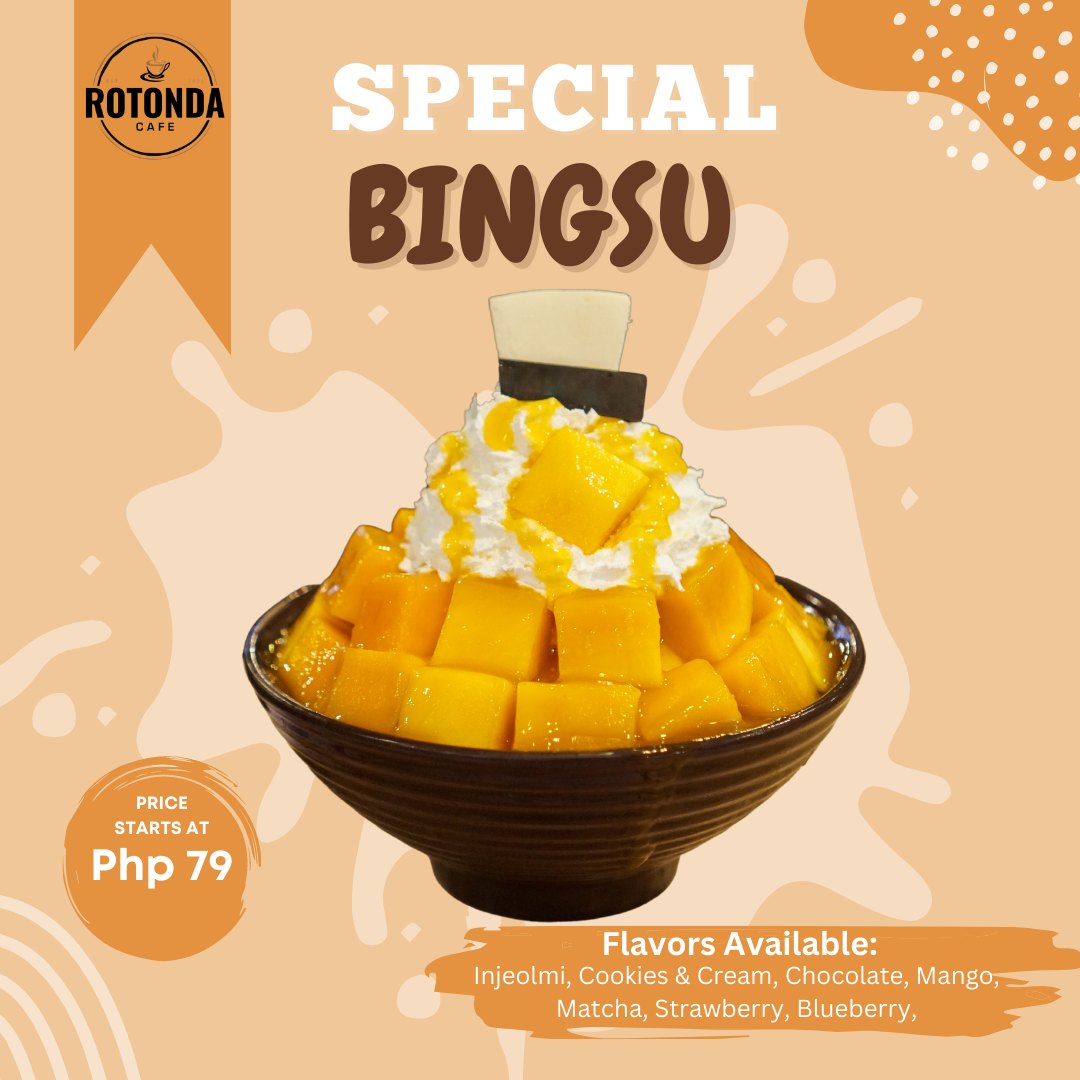 ROTONDA
CAFE
SPECIAL
BINGSU
PRICE
STARTS AT
Php 79
Flavors Available:
Injeolmi, Cookies & Cream, Chocolate, Mango,
Matcha, Strawberry, Blueberry,